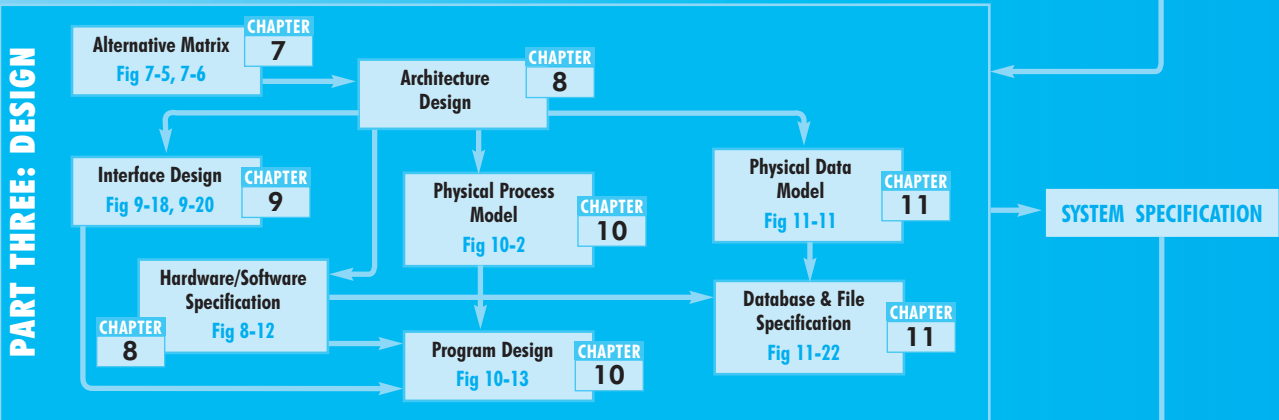 PART THREE: DESIGN
Alternative Matrix
Fig 7-5, 7-6
CHAPTER
7
Architecture
Design
CHAPTER
8
Interface Design
Fig 9-18, 9-20
CHAPTER
9
Physical Process
Model
Fig 10-2
CHAPTER
10
Physical Data
Model
Fig 11-11
CHAPTER
11
SYSTEM SPECIFICATION
Hardware/Software
Specification
Fig 8-12
CHAPTER
8
Program Design
Fig 10-13
CHAPTER
10
Database & File
Specification
Fig 11-22
CHAPTER
11